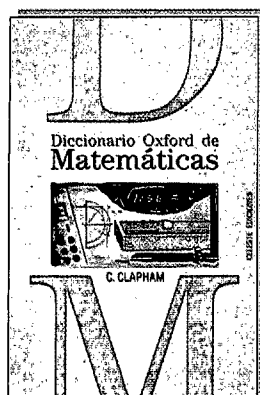 D
Diccionario Oxford de
Matemáticas
C. CLAPHAM
CELESTE EDICIONES
M